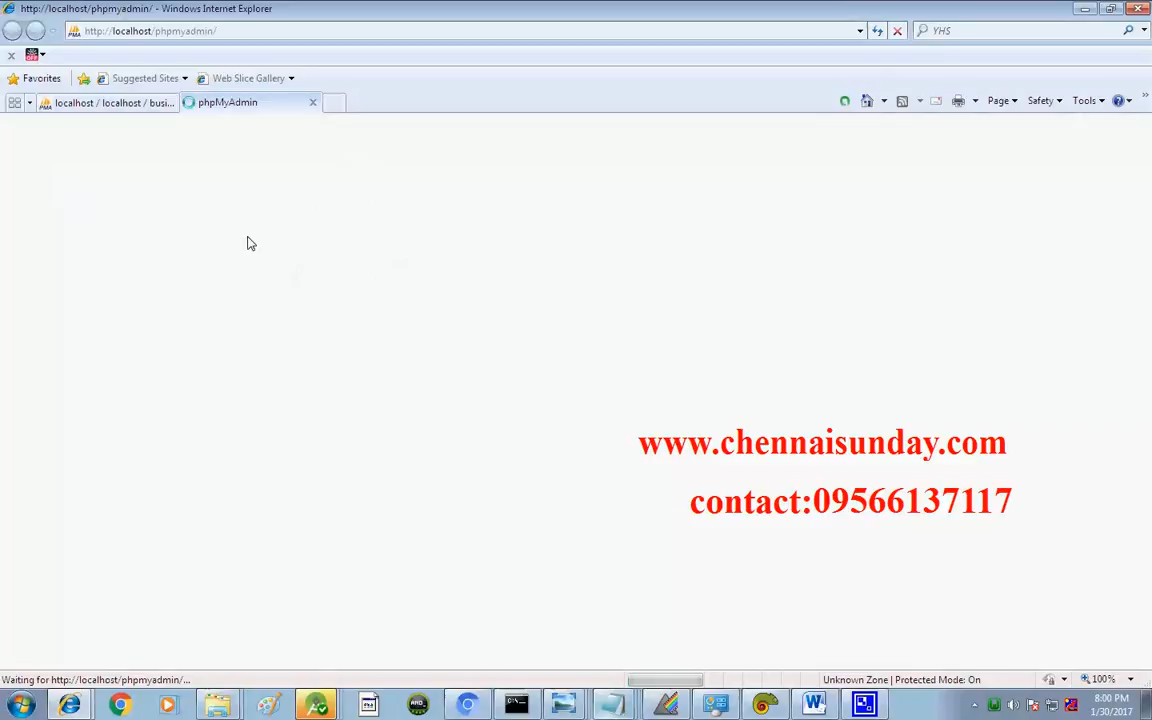 http://localhost/phpmyadmin/ - Windows Internet Explorer
http://localhost/phpmyadmin/
YHS
Favorites
Suggested Sites
Web Slice Gallery
localhost / localhost / busi...
phpMyAdmin
Page
Safety
Tools
www.chennaisunday.com
contact:09566137117
Waiting for http://localhost/phpmyadmin/...
Unknown Zone | Protected Mode: On
100%
8:00 PM
1/30/2017